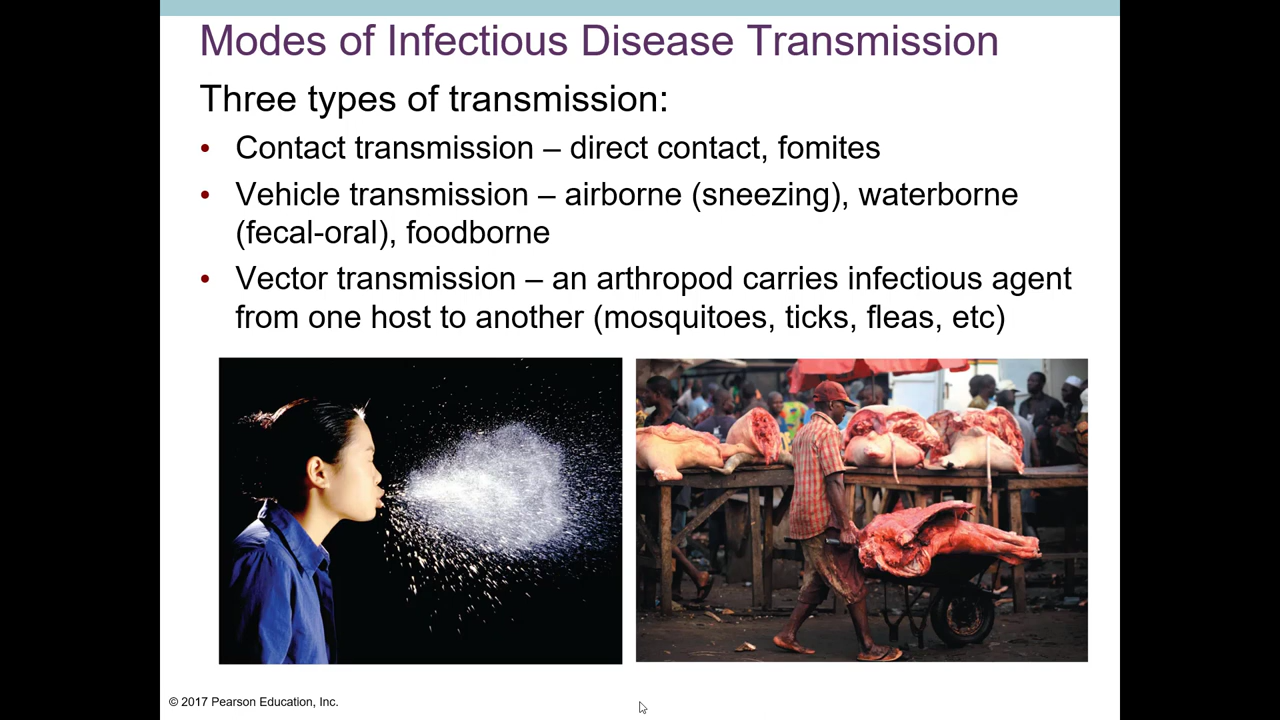 Modes of Infectious Disease Transmission
Three types of transmission:
• Contact transmission – direct contact, fomites
• Vehicle transmission – airborne (sneezing), waterborne
(fecal-oral), foodborne
• Vector transmission – an arthropod carries infectious agent
from one host to another (mosquitoes, ticks, fleas, etc)
© 2017 Pearson Education, Inc.